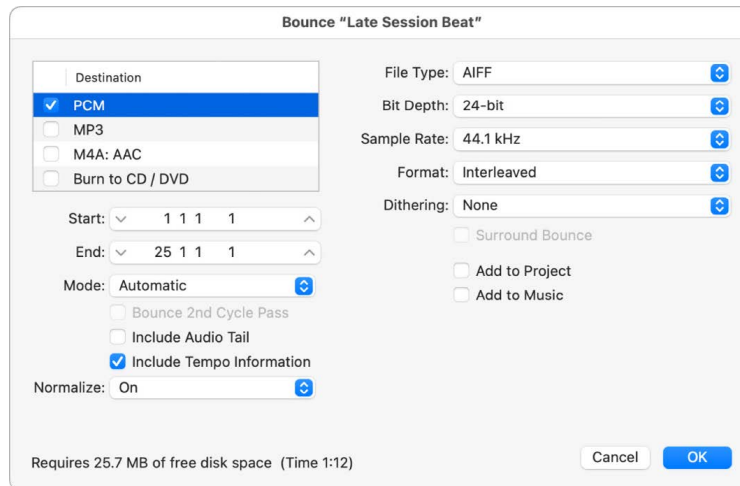 Bounce “Late Session Beat”
Destination
PCM
MP3
M4A: AAC
Burn to CD / DVD
Start: 1 1 1 1
End: 25 1 1 1
Mode: Automatic
Bounce 2nd Cycle Pass
Include Audio Tail
Include Tempo Information
Normalize: On
File Type: AIFF
Bit Depth: 24-bit
Sample Rate: 44.1 kHz
Format: Interleaved
Dithering: None
Surround Bounce
Add to Project
Add to Music
Requires 25.7 MB of free disk space (Time 1:12)
Cancel
OK